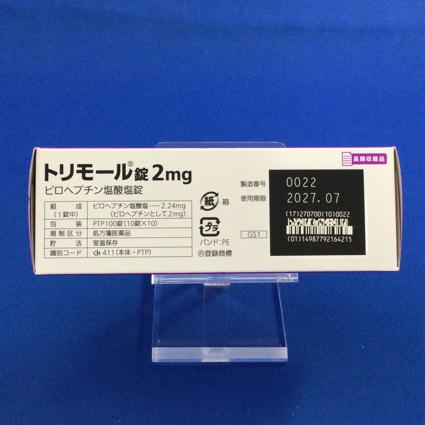 長期収載品
トリモール®錠2mg
ピロヘプチン塩酸塩錠
組成(1錠中) ピロヘプチン塩酸塩‥‥2.24mg
(ピロヘプチンとして2mg)
包装 PTP100錠(10錠×10)
規制区分 処方箋医薬品
貯法 室温保存
識別コード ch 411(本体・PTP)
紙 箱
プラ
バンド:PE
®登録商標
製造番号 0022
使用期限 2027.07
GS1
(17)270700(10)0022
(01)14987792164215